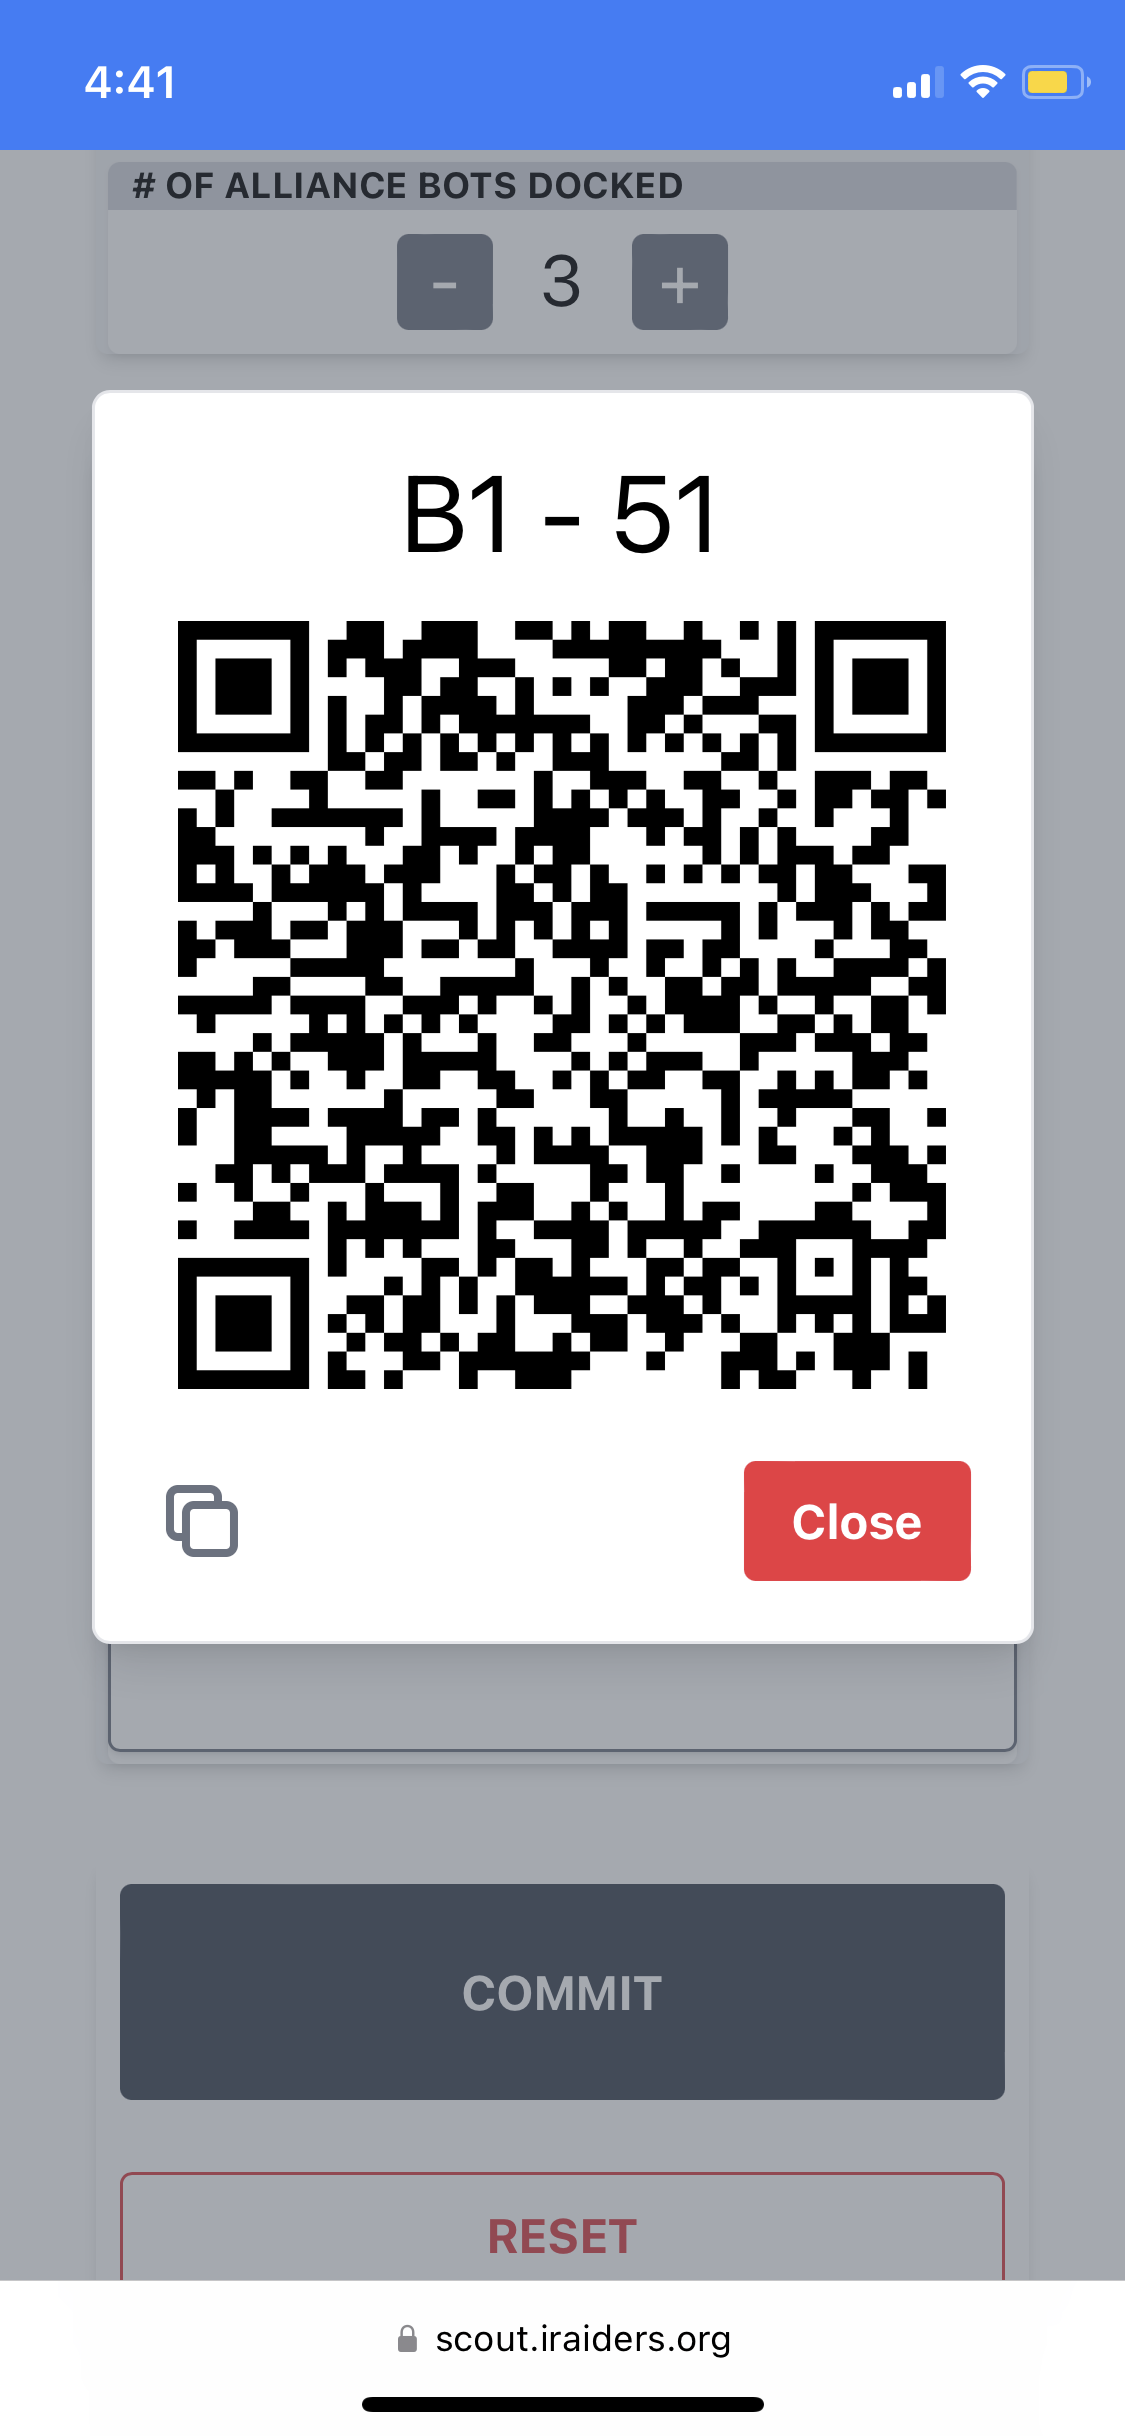 4:41
# OF ALLIANCE BOTS DOCKED
- 3 +
B1 - 51
Close
COMMIT
RESET
scout.iraiders.org